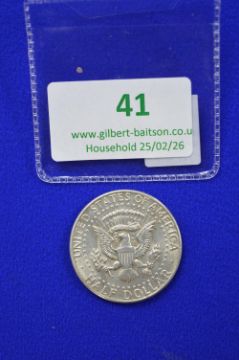 41
www.gilbert-baitson.co.u
Household 25/02/26
UNITED STATES OF AMERICA
HALF DOLLAR